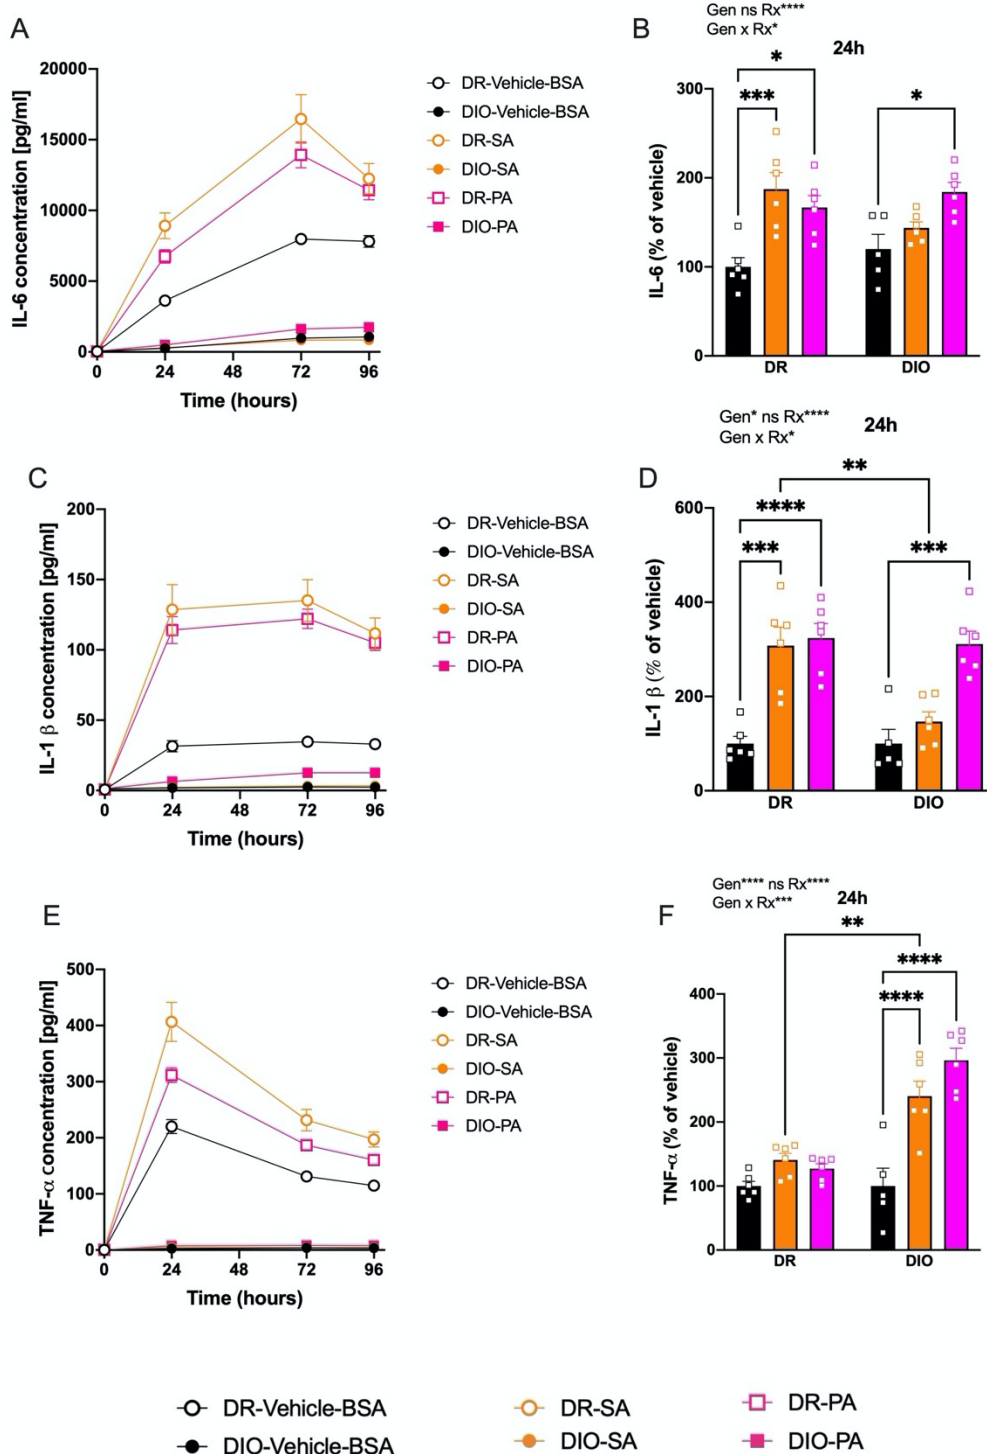 A
IL-6 concentration [pg/ml]
20000
15000
10000
5000
0
0 24 48 72 96
Time (hours)
DR-Vehicle-BSA
DIO-Vehicle-BSA
DR-SA
DIO-SA
DR-PA
DIO-PA
B
Gen ns Rx****
Gen x Rx*
24h
*
***
*
IL-6 (% of vehicle)
300
200
100
0
DR DIO
C
IL-1 β concentration [pg/ml]
200
150
100
50
0
0 24 48 72 96
Time (hours)
DR-Vehicle-BSA
DIO-Vehicle-BSA
DR-SA
DIO-SA
DR-PA
DIO-PA
D
Gen* ns Rx****
Gen x Rx*
24h
**
****
***
***
IL-1 β (% of vehicle)
600
400
200
0
DR DIO
E
TNF-α concentration [pg/ml]
500
400
300
200
100
0
0 24 48 72 96
Time (hours)
DR-Vehicle-BSA
DIO-Vehicle-BSA
DR-SA
DIO-SA
DR-PA
DIO-PA
F
Gen**** ns Rx****
Gen x Rx***
24h
**
****
****
TNF-α (% of vehicle)
400
300
200
100
0
DR DIO
DR-Vehicle-BSA DR-SA DR-PA
DIO-Vehicle-BSA DIO-SA DIO-PA